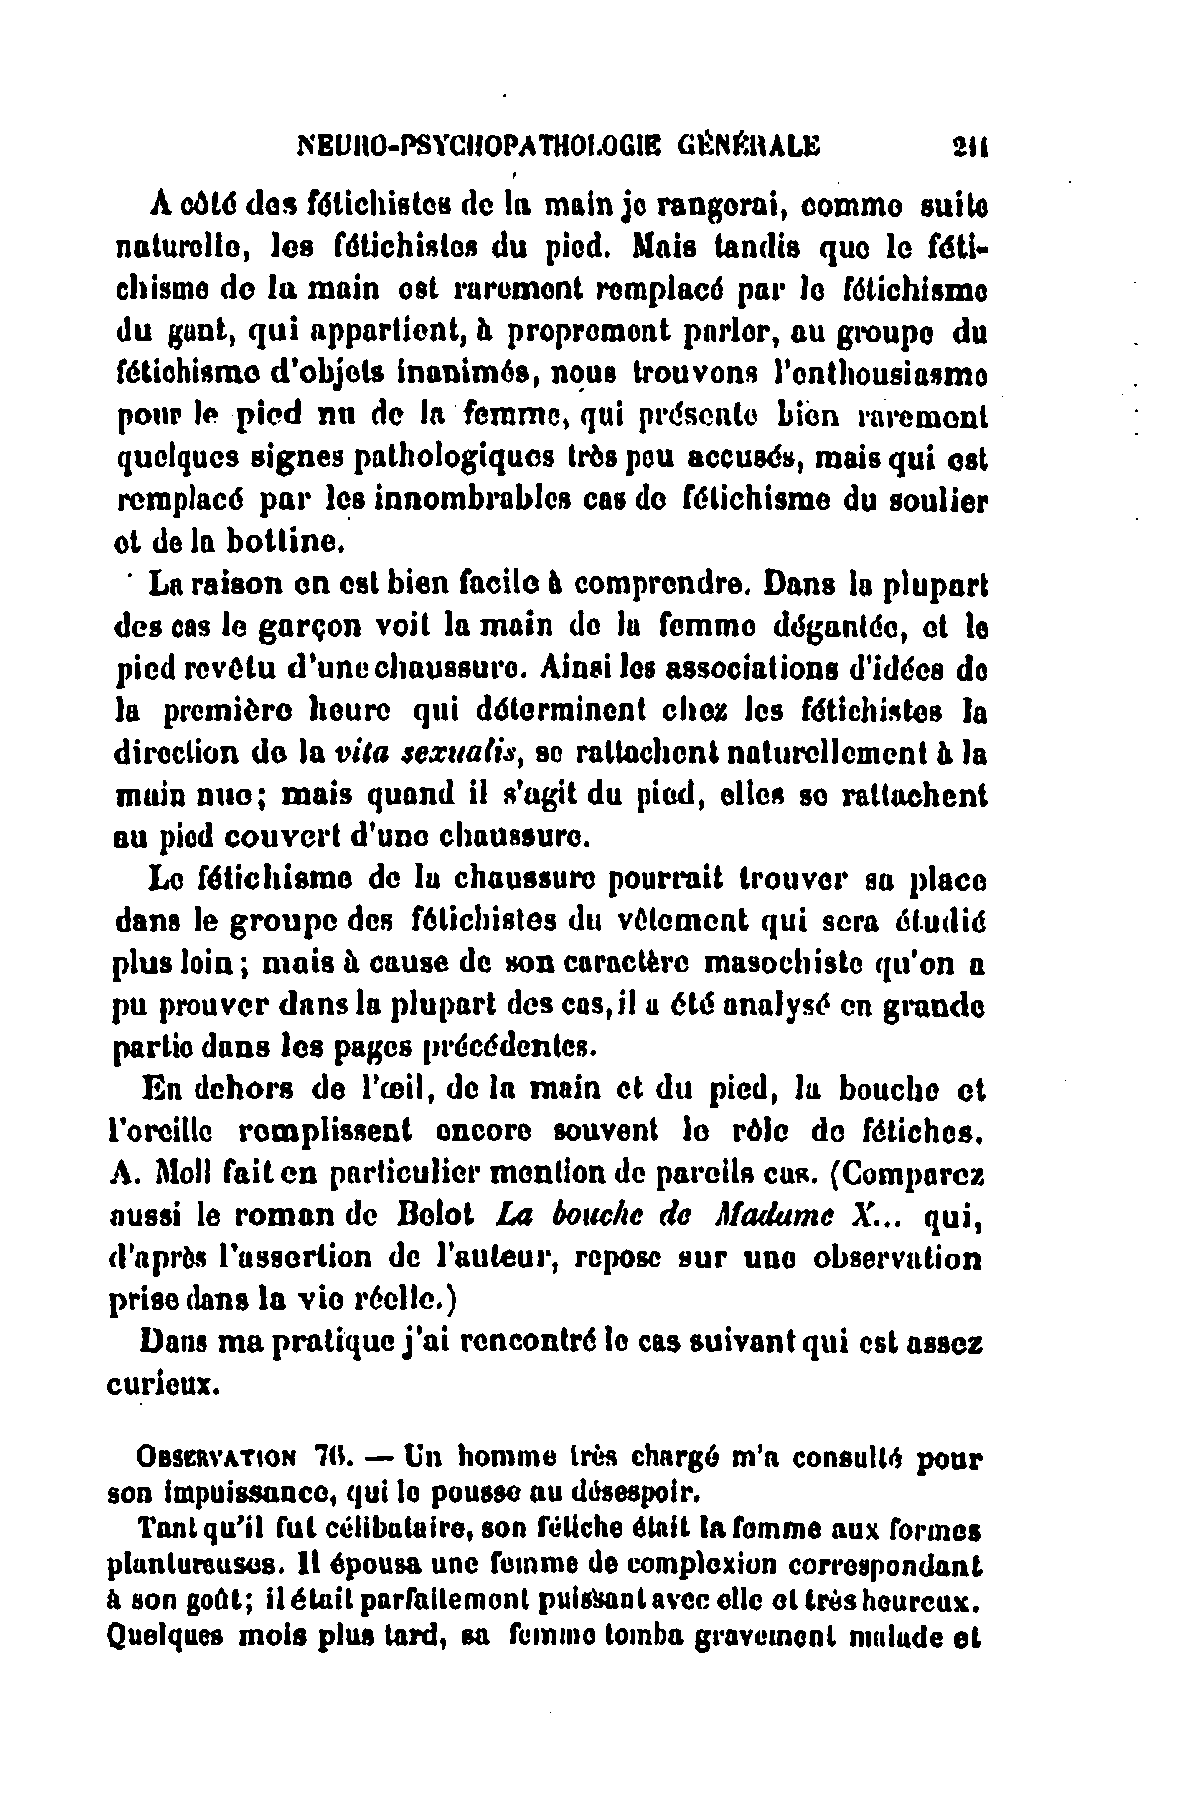 NEURO-PSYCHOPATHOLOGIE GÉNÉRALE 211
A côté des fétichistes de la main je rangerai, comme suite
naturelle, les fétichistes du pied. Mais tandis que le féti-
chisme de la main est rarement remplacé par le fétichisme
du gant, qui appartient, à proprement parler, au groupe du
fétichisme d'objets inanimés, nous trouvons l'enthousiasme
pour le pied nu de la femme, qui présente bien rarement
quelques signes pathologiques très peu accusés, mais qui est
remplacé par les innombrables cas de fétichisme du soulier
et de la bottine.
La raison en est bien facile à comprendre. Dans la plupart
des cas le garçon voit la main de la femme dégantée, et le
pied revêtu d'une chaussure. Ainsi les associations d'idées de
la première heure qui déterminent chez les fétichistes la
direction de la vita sexualis, se rattachent naturellement à la
main nue; mais quand il s'agit du pied, elles se rattachent
au pied couvert d'une chaussure.
Le fétichisme de la chaussure pourrait trouver sa place
dans le groupe des fétichistes du vêtement qui sera étudié
plus loin; mais à cause de son caractère masochiste qu'on a
pu prouver dans la plupart des cas, il a été analysé en grande
partie dans les pages précédentes.
En dehors de l'œil, de la main et du pied, la bouche et
l'oreille remplissent encore souvent le rôle de fétiches.
A. Moll fait en particulier mention de pareils cas. (Comparez
aussi le roman de Belot La bouche de Madame X... qui,
d'après l'assertion de l'auteur, repose sur une observation
prise dans la vie réelle.)
Dans ma pratique j'ai rencontré le cas suivant qui est assez
curieux.
OBSERVATION 76. — Un homme très chargé m'a consulté pour
son impuissance, qui le pousse au désespoir.
Tant qu'il fut célibataire, son fétiche était la femme aux formes
plantureuses. Il épousa une femme de complexion correspondant
à son goût; il était parfaitement puissant avec elle et très heureux.
Quelques mois plus tard, sa femme tomba gravement malade et